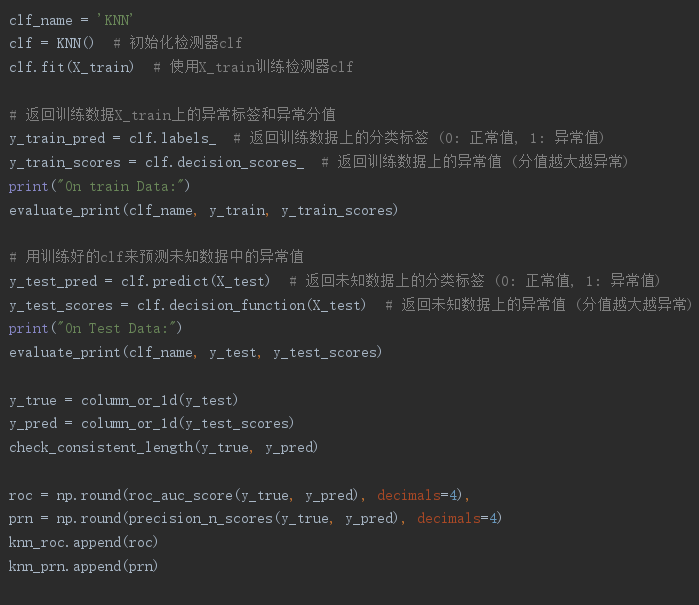 clf_name = 'KNN'
clf = KNN()  # 初始化检测器clf
clf.fit(X_train)  # 使用X_train训练检测器clf
# 返回训练数据X_train上的异常标签和异常分值
y_train_pred = clf.labels_  # 返回训练数据上的分类标签 (0: 正常值, 1: 异常值)
y_train_scores = clf.decision_scores_  # 返回训练数据上的异常值 (分值越大越异常)
print("On train Data:")
evaluate_print(clf_name, y_train, y_train_scores)
# 用训练好的clf来预测未知数据中的异常值
y_test_pred = clf.predict(X_test)  # 返回未知数据上的分类标签 (0: 正常值, 1: 异常值)
y_test_scores = clf.decision_function(X_test)  # 返回未知数据上的异常值 (分值越大越异常)
print("On Test Data:")
evaluate_print(clf_name, y_test, y_test_scores)
y_true = column_or_1d(y_test)
y_pred = column_or_1d(y_test_scores)
check_consistent_length(y_true, y_pred)
roc = np.round(roc_auc_score(y_true, y_pred), decimals=4),
prn = np.round(precision_n_scores(y_true, y_pred), decimals=4)
knn_roc.append(roc)
knn_prn.append(prn)